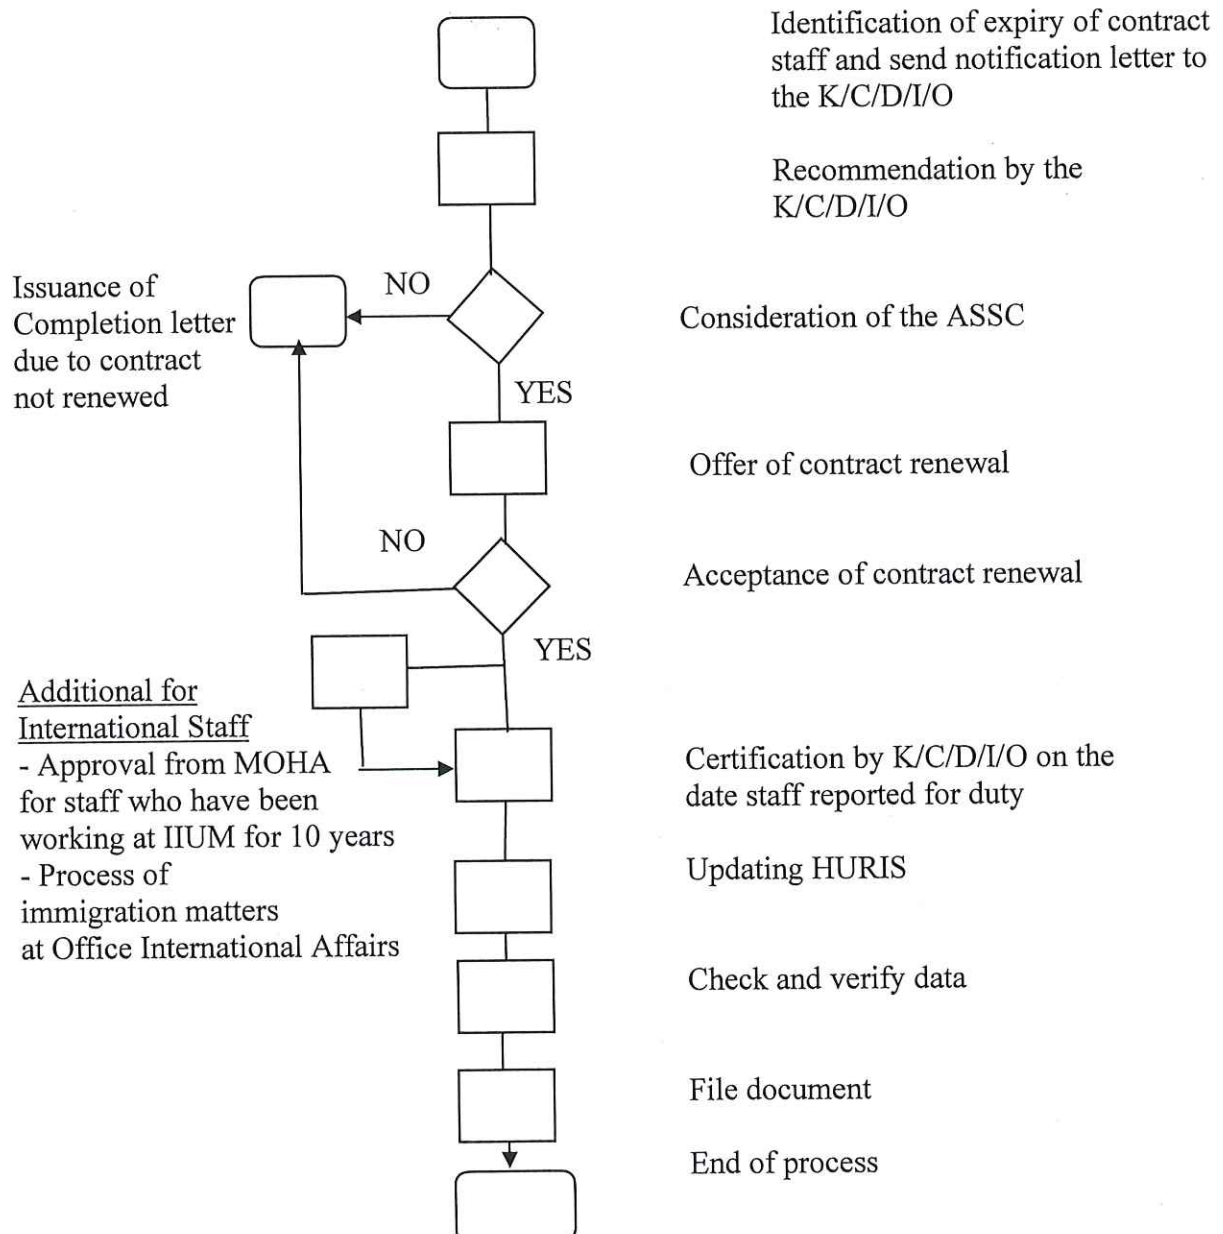 Identification of expiry of contract
staff and send notification letter to
the K/C/D/I/O
Recommendation by the
K/C/D/I/O
NO
Issuance of
Completion letter
due to contract
not renewed
Consideration of the ASSC
YES
Offer of contract renewal
NO
Acceptance of contract renewal
YES
Additional for
International Staff
- Approval from MOHA
for staff who have been
working at IIUM for 10 years
- Process of
immigration matters
at Office International Affairs
Certification by K/C/D/I/O on the
date staff reported for duty
Updating HURIS
Check and verify data
File document
End of process